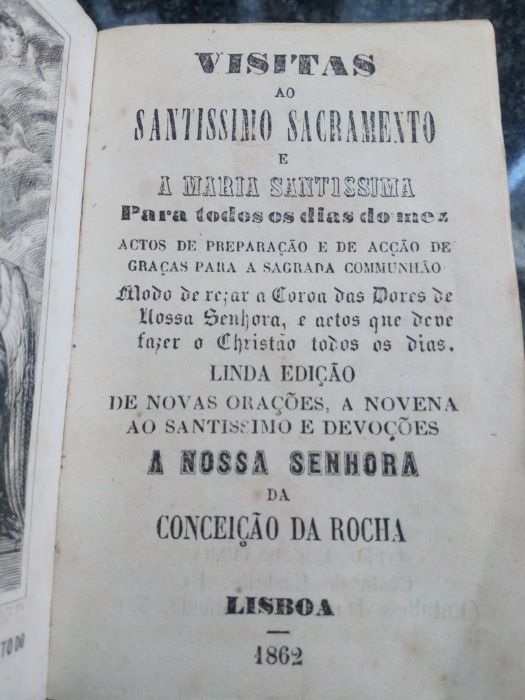 VISITAS
AO
SANTISSIMO SACRAMENTO
E
A MARIA SANTISSIMA
Para todos os dias do mez
ACTOS DE PREPARAÇÃO E DE ACÇÃO DE
GRAÇAS PARA A SAGRADA COMMUNHÃO
Modo de rezar a Coroa das Dores de
Nossa Senhora, e actos que deve
fazer o Christão todos os dias.
LINDA EDIÇÃO
DE NOVAS ORAÇÕES, A NOVENA
AO SANTISSIMO E DEVOÇÕES
A NOSSA SENHORA
DA
CONCEIÇÃO DA ROCHA
LISBOA
1862
TO DO